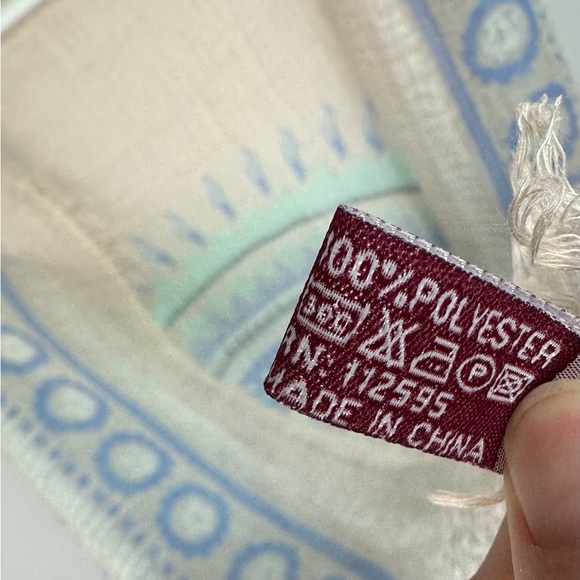 100% POLYESTER
P
RN: 112595
MADE IN CHINA